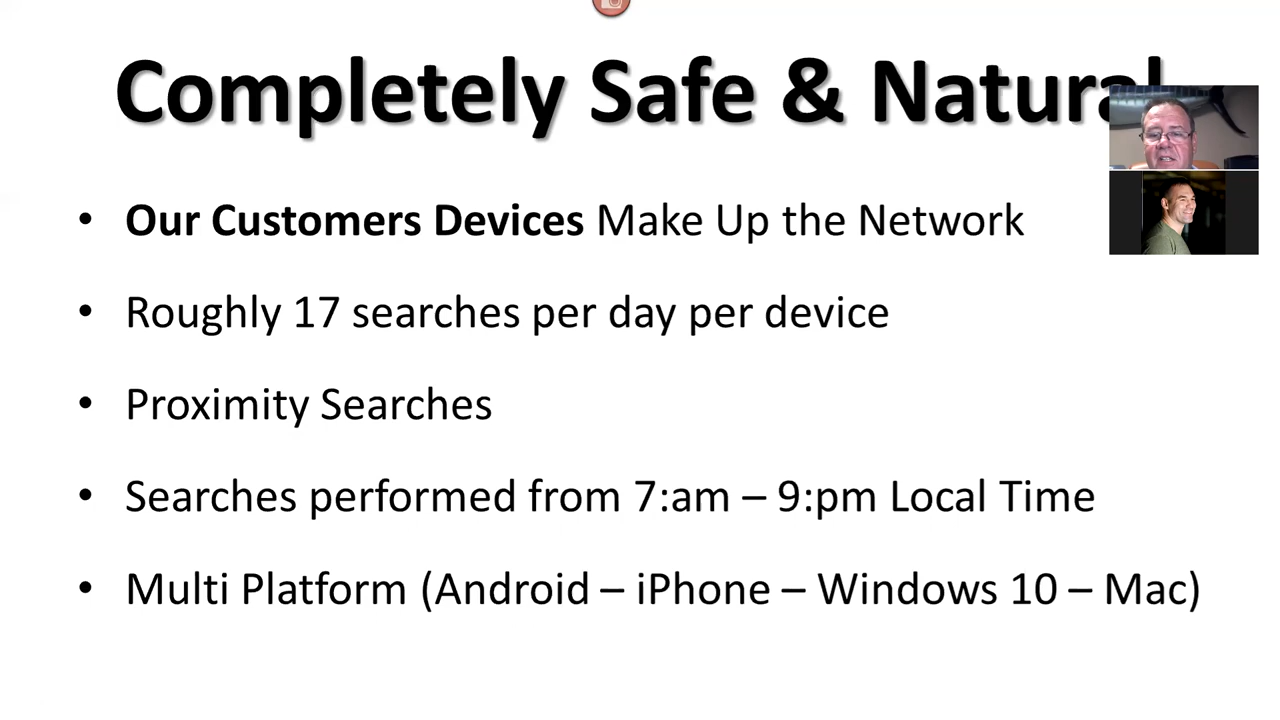 Completely Safe & Natural
• Our Customers Devices Make Up the Network
• Roughly 17 searches per day per device
• Proximity Searches
• Searches performed from 7:am – 9:pm Local Time
• Multi Platform (Android – iPhone – Windows 10 – Mac)